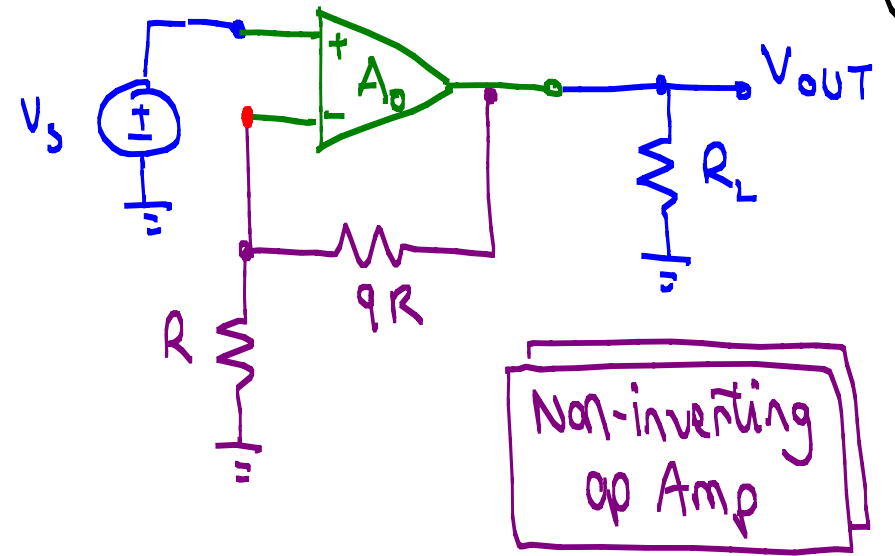 Vs
+
-
A0
VOUT
RL
9R
R
Non-inverting
op Amp